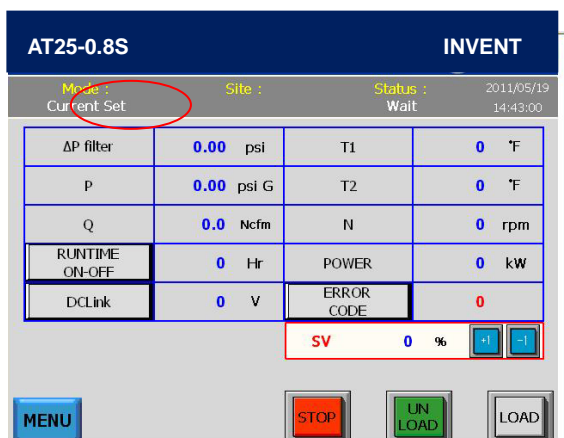 AT25-0.8S INVENT
Mode : Site : Status : 2011/05/19
Current Set Wait 14:43:00
ΔP filter 0.00 psi T1 0 °F
P 0.00 psi G T2 0 °F
Q 0.0 Ncfm N 0 rpm
RUNTIME
ON-OFF 0 Hr POWER 0 kW
DCLink 0 V ERROR
CODE 0
SV 0 % +1 -1
MENU STOP UN
LOAD LOAD